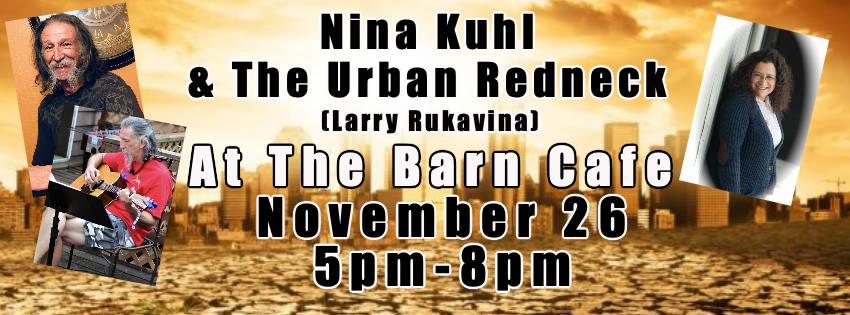 Nina Kuhl
& The Urban Redneck
(Larry Rukavina)
At The Barn Cafe
November 26
5pm-8pm